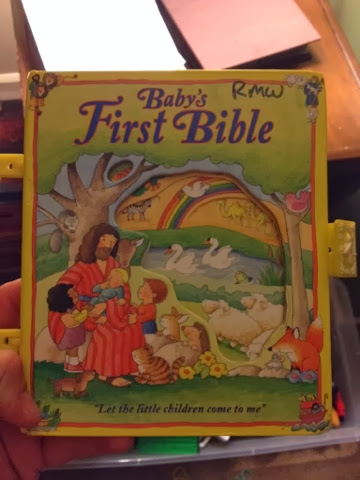 RMW
Baby's
First Bible
"Let the little children come to me"